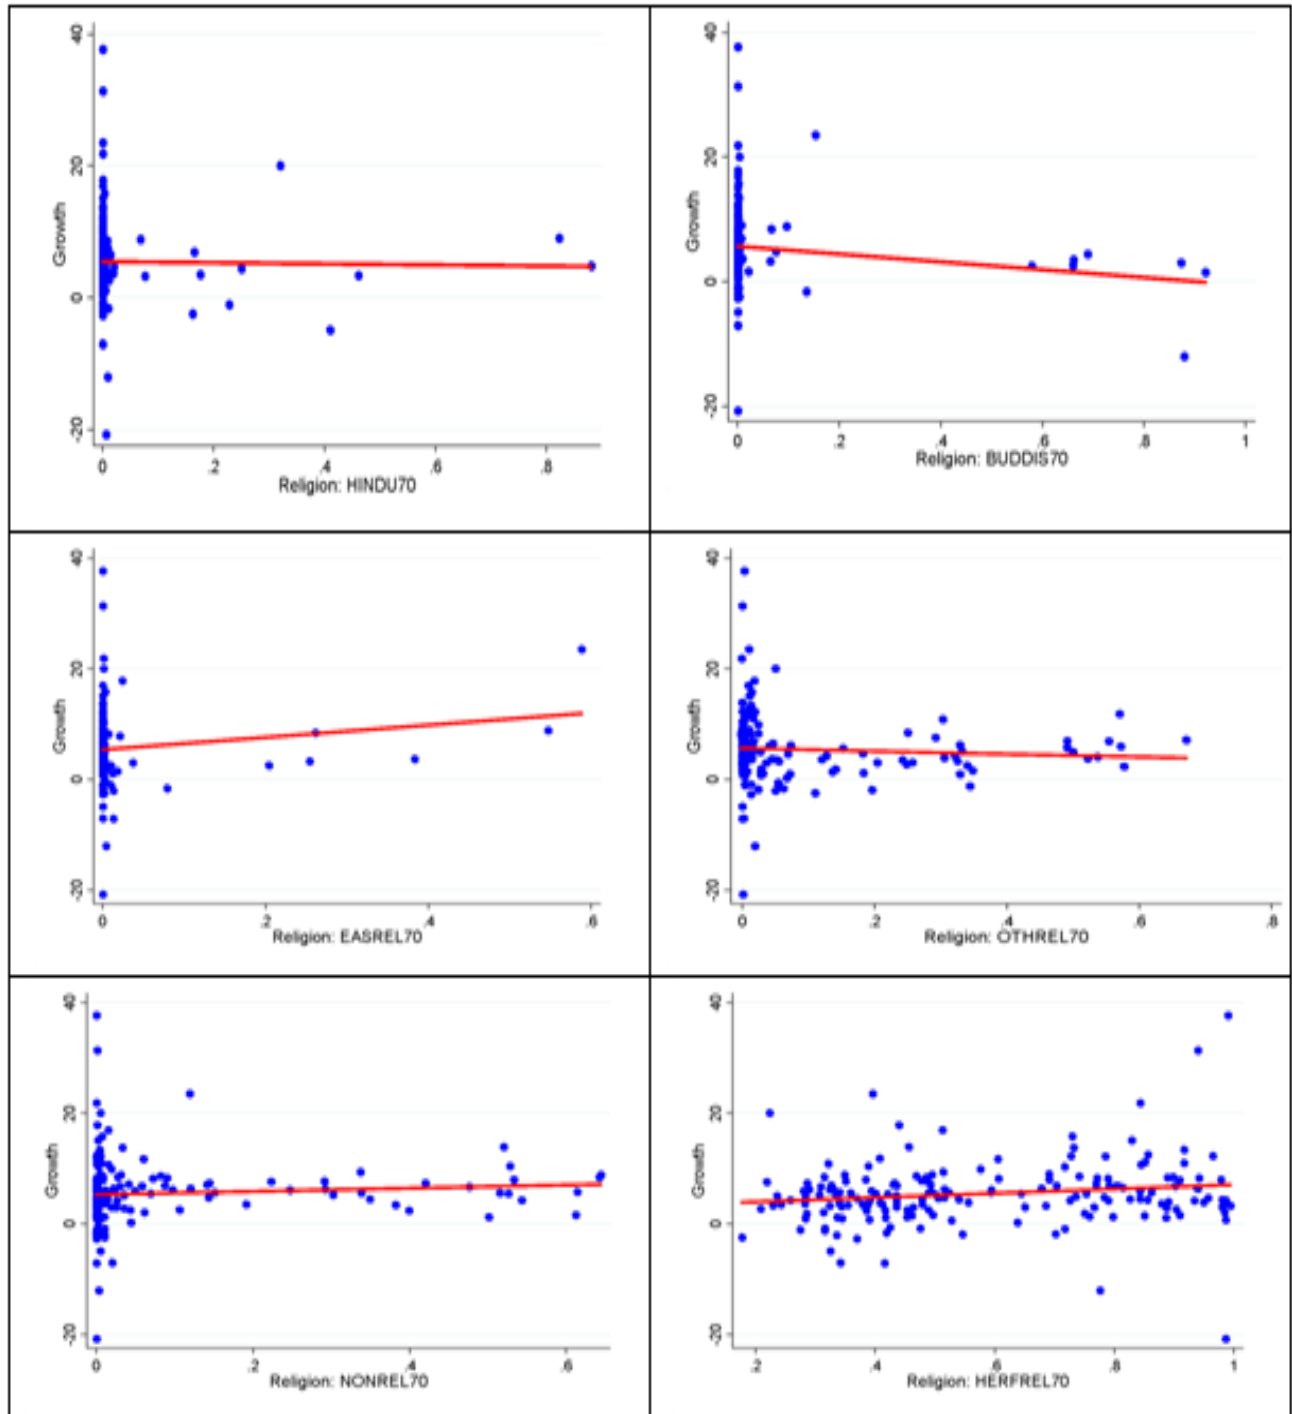 40
20
0
-20
Growth
0 .2 .4 .6 .8
Religion: HINDU70
40
20
0
-20
Growth
0 .2 .4 .6 .8 1
Religion: BUDDIS70
40
20
0
-20
Growth
0 .2 .4 .6
Religion: EASREL70
40
20
0
-20
Growth
0 .2 .4 .6 .8
Religion: OTHREL70
40
20
0
-20
Growth
0 .2 .4 .6
Religion: NONREL70
40
20
0
-20
Growth
.2 .4 .6 .8 1
Religion: HERFREL70